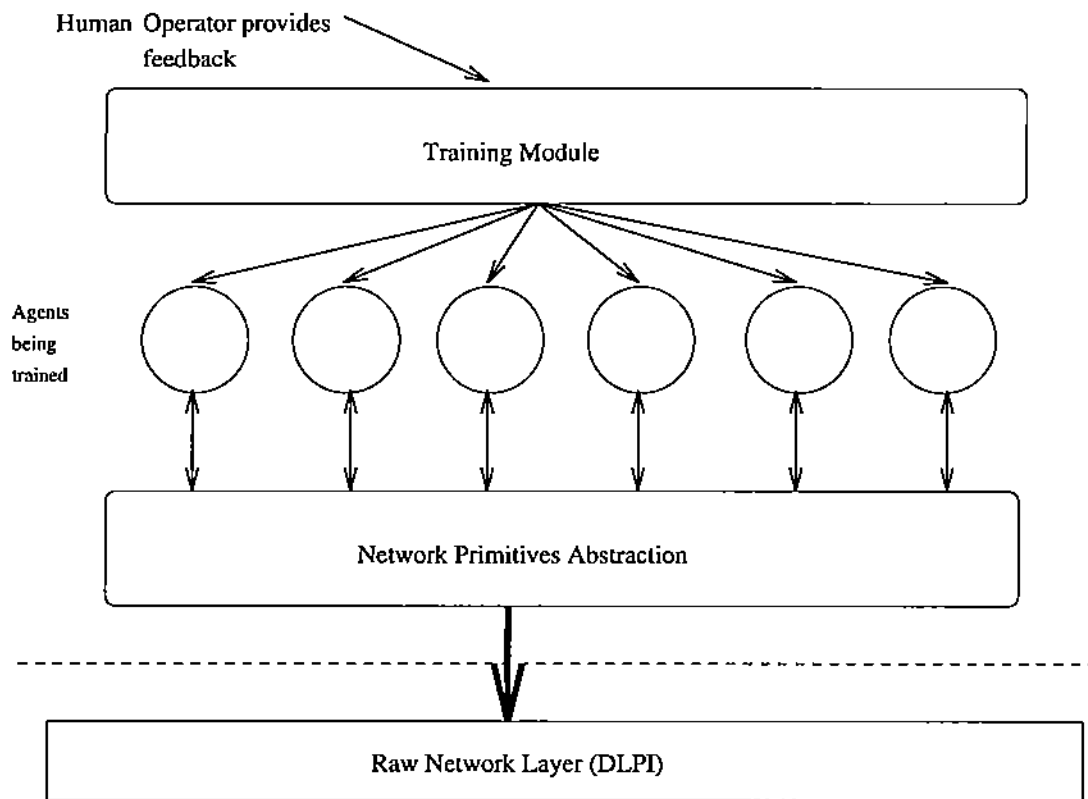 Human Operator provides
feedback
Training Module
Agents
being
trained
Network Primitives Abstraction
Raw Network Layer (DLPI)